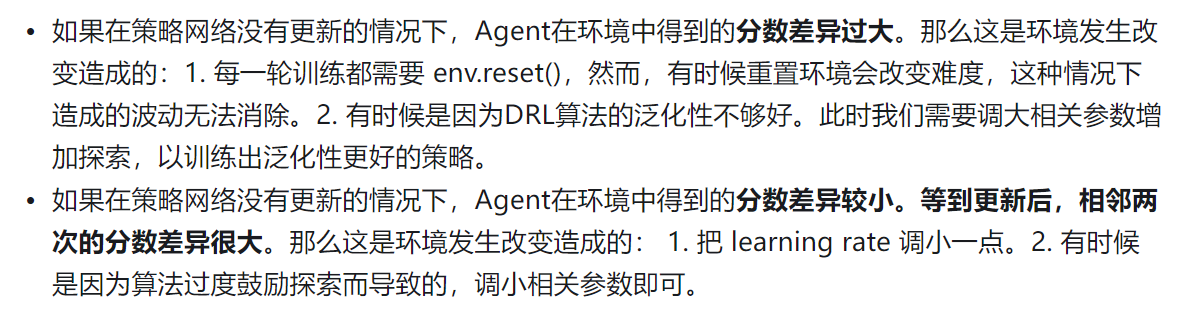 • 如果在策略网络没有更新的情况下，Agent在环境中得到的分数差异过大。那么这是环境发生改
变造成的：1. 每一轮训练都需要 env.reset()，然而，有时候重置环境会改变难度，这种情况下
造成的波动无法消除。2. 有时候是因为DRL算法的泛化性不够好。此时我们需要调大相关参数增
加探索，以训练出泛化性更好的策略。
• 如果在策略网络没有更新的情况下，Agent在环境中得到的分数差异较小。等到更新后，相邻两
次的分数差异很大。那么这是环境发生改变造成的： 1. 把 learning rate 调小一点。2. 有时候
是因为算法过度鼓励探索而导致的，调小相关参数即可。